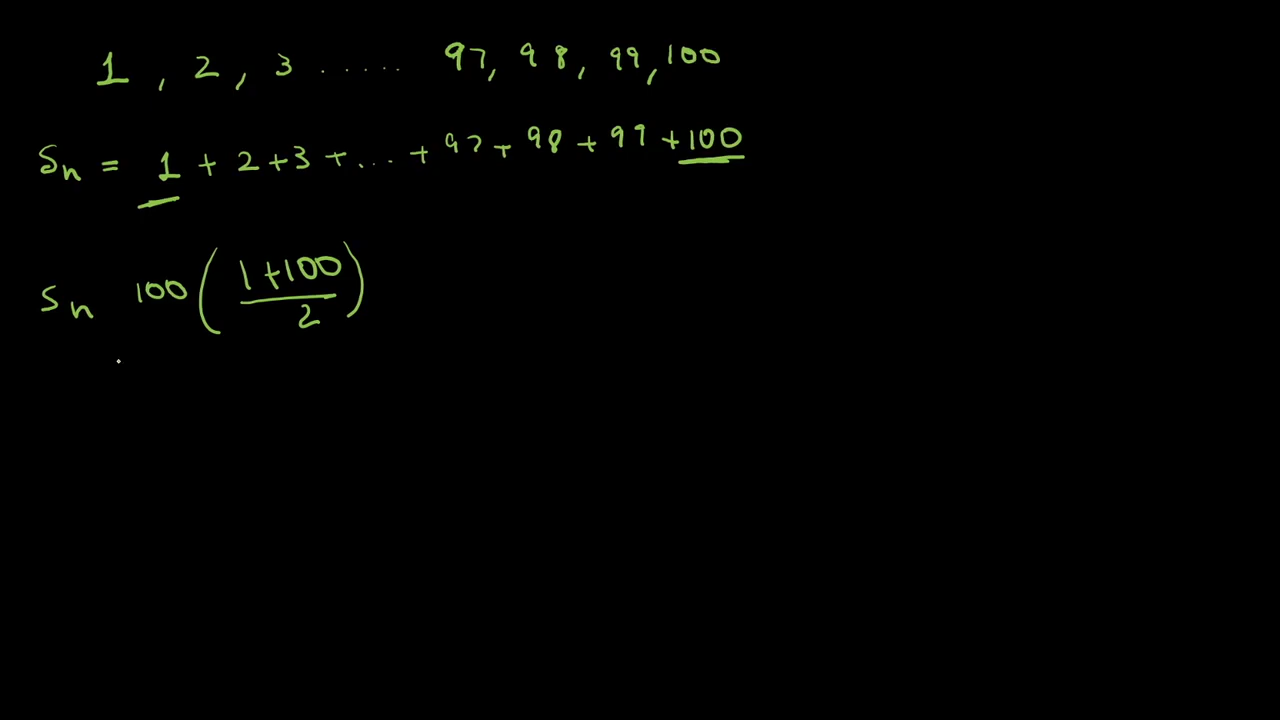 1 , 2 , 3 ..... 97, 98, 99, 100
Sn = 1 + 2 + 3 + ... + 97 + 98 + 99 + 100
Sn 100 ( 1+100 / 2 )